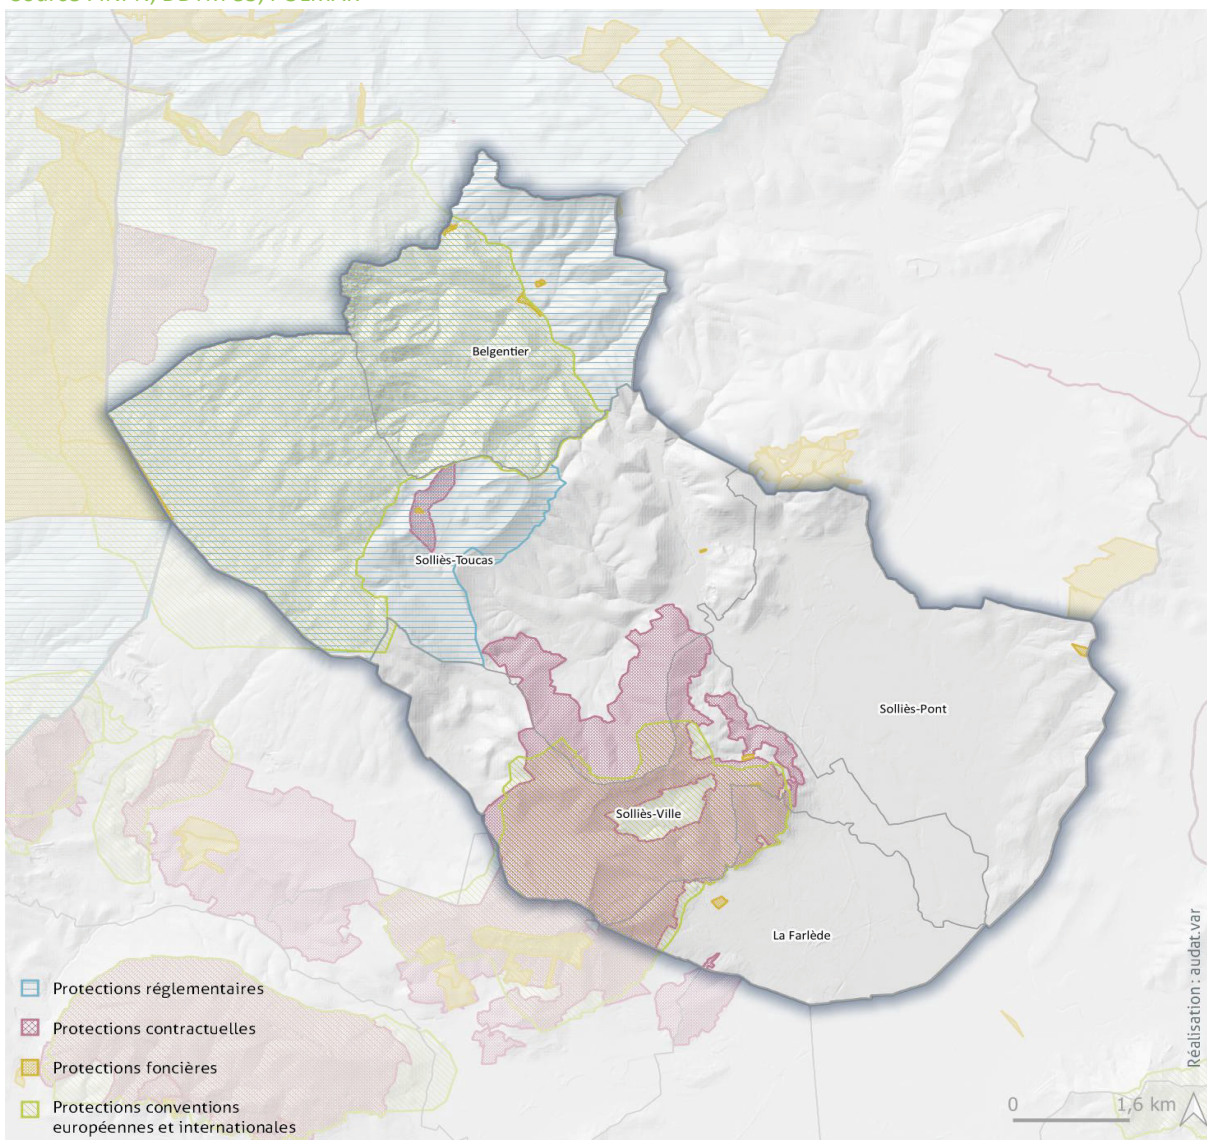 Belgentier
Solliès-Toucas
Solliès-Pont
Solliès-Ville
La Farlède
Protections réglementaires
Protections contractuelles
Protections foncières
Protections conventions
européennes et internationales
0 1,6 km
Réalisation : audat.var